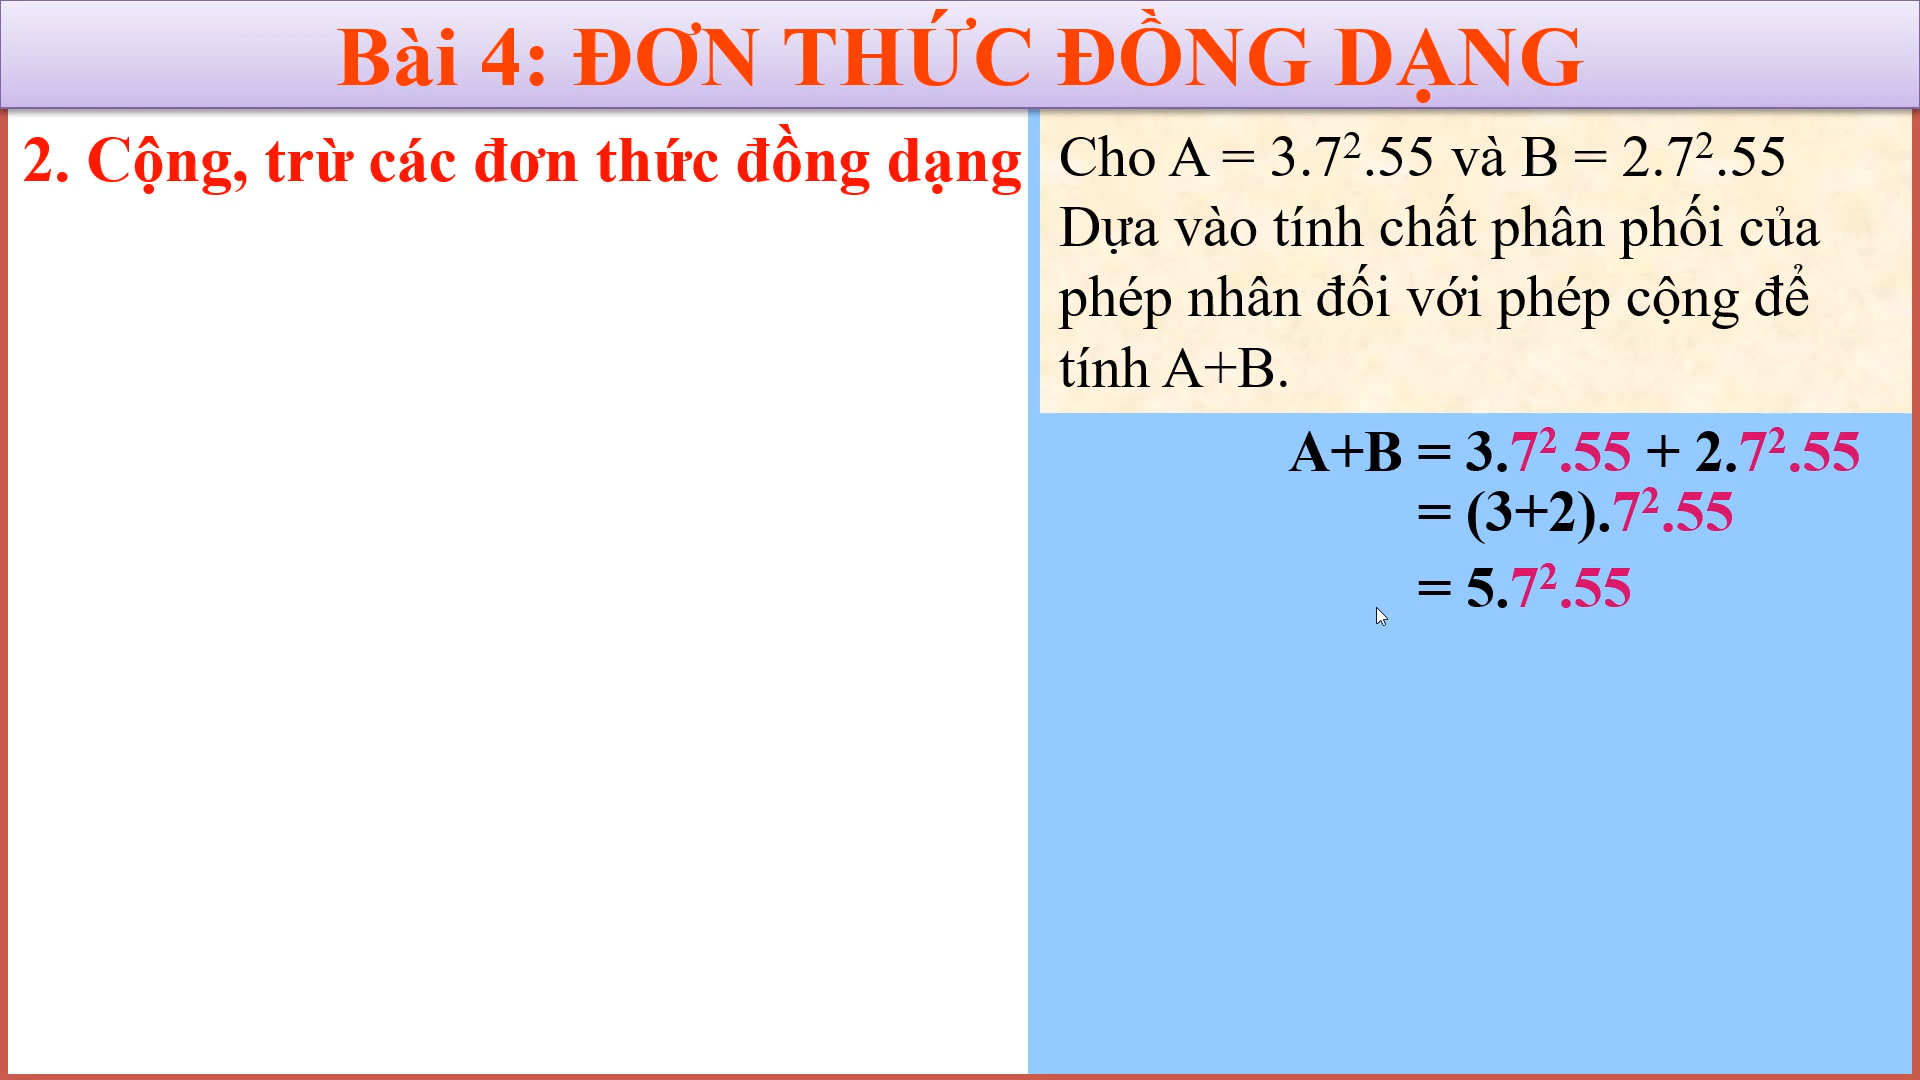 Bài 4: ĐƠN THỨC ĐỒNG DẠNG
2. Cộng, trừ các đơn thức đồng dạng
Cho A = 3.7².55 và B = 2.7².55
Dựa vào tính chất phân phối của
phép nhân đối với phép cộng để
tính A+B.
A+B = 3.7².55 + 2.7².55
= (3+2).7².55
= 5.7².55